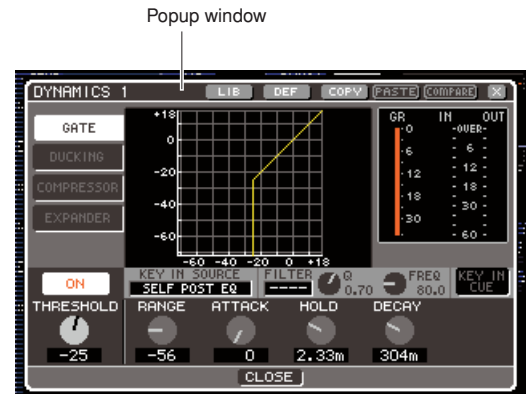 Popup window
DYNAMICS 1 LIB DEF COPY PASTE COMPARE X
GATE
DUCKING
COMPRESSOR
EXPANDER
+18
0
-20
-40
-60
-60 -40 -20 0 +18
GR IN OUT
0 -OVER-
6 6
12 12
18 18
30 30
60
KEY IN SOURCE FILTER Q FREQ KEY IN
ON SELF POST EQ ---- 0.70 80.0 CUE
THRESHOLD RANGE ATTACK HOLD DECAY
-25 -56 0 2.33m 304m
CLOSE